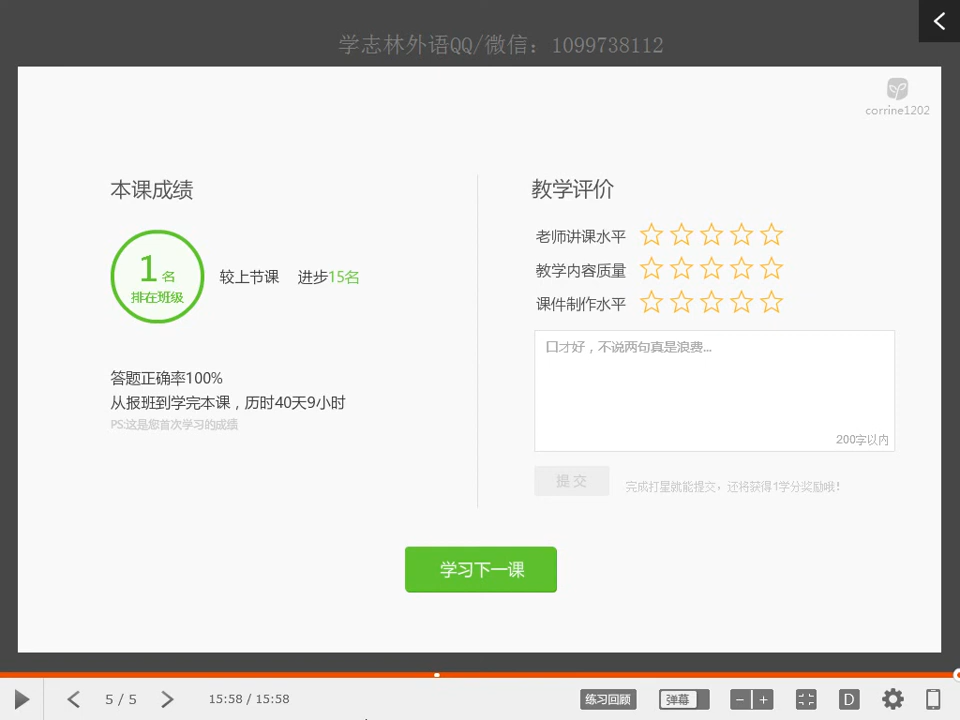 学志林外语QQ/微信：1099738112
corrine1202
本课成绩
1名
排在班级
较上节课 进步15名
答题正确率100%
从报班到学完本课，历时40天9小时
PS:这是您首次学习的成绩
教学评价
老师讲课水平
教学内容质量
课件制作水平
口才好，不说两句真是浪费...
200字以内
提 交
完成打星就能提交，还将获得1学分奖励哦！
学习下一课
5 / 5
15:58 / 15:58
练习回顾
弹幕
D